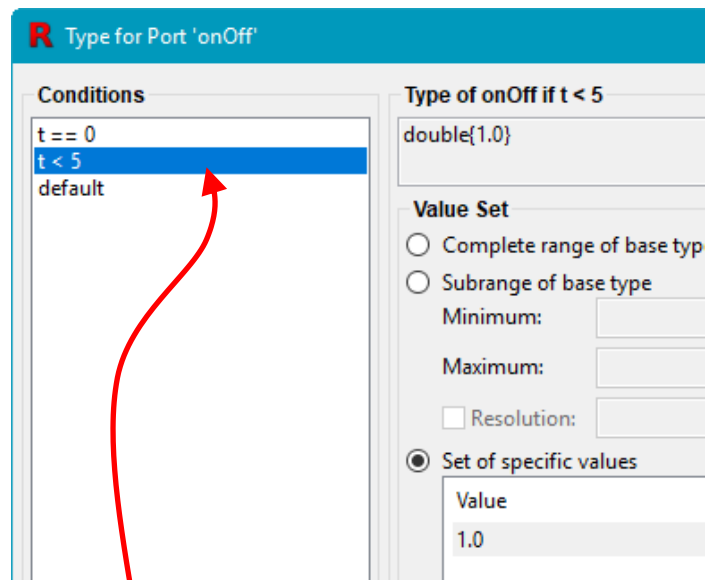 R Type for Port 'onOff'
Conditions
t == 0
t < 5
default
Type of onOff if t < 5
double{1.0}
Value Set
Complete range of base typ
Subrange of base type
Minimum:
Maximum:
Resolution:
Set of specific values
Value
1.0